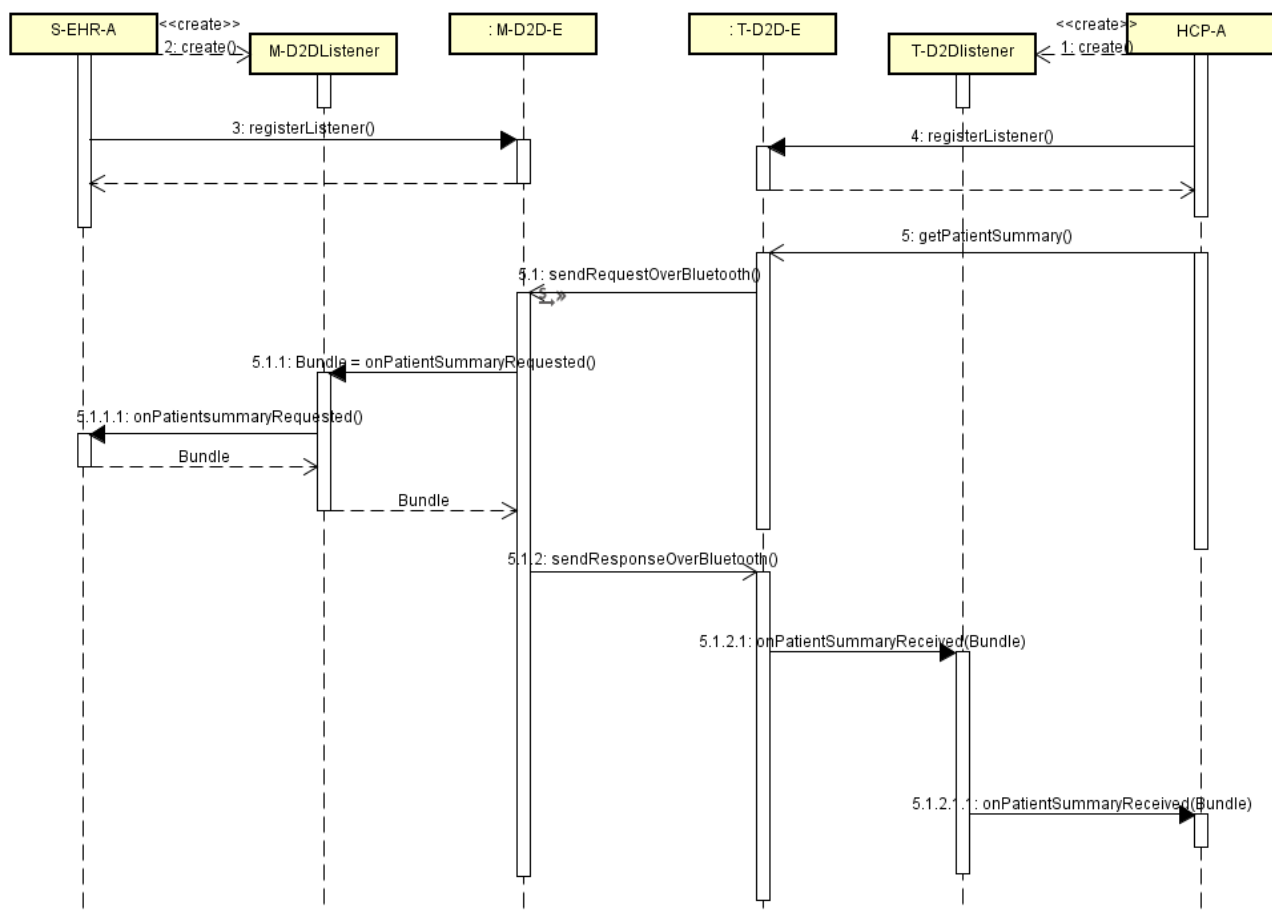 S-EHR-A
<<create>>
2: create()
M-D2DListener
: M-D2D-E
: T-D2D-E
T-D2Dlistener
<<create>>
1: create()
HCP-A
3: registerListener()
4: registerListener()
5: getPatientSummary()
5.1: sendRequestOverBluetooth()
5.1.1: Bundle = onPatientSummaryRequested()
5.1.1.1: onPatientsummaryRequested()
Bundle
Bundle
5.1.2: sendResponseOverBluetooth()
5.1.2.1: onPatientSummaryReceived(Bundle)
5.1.2.1.1: onPatientSummaryReceived(Bundle)